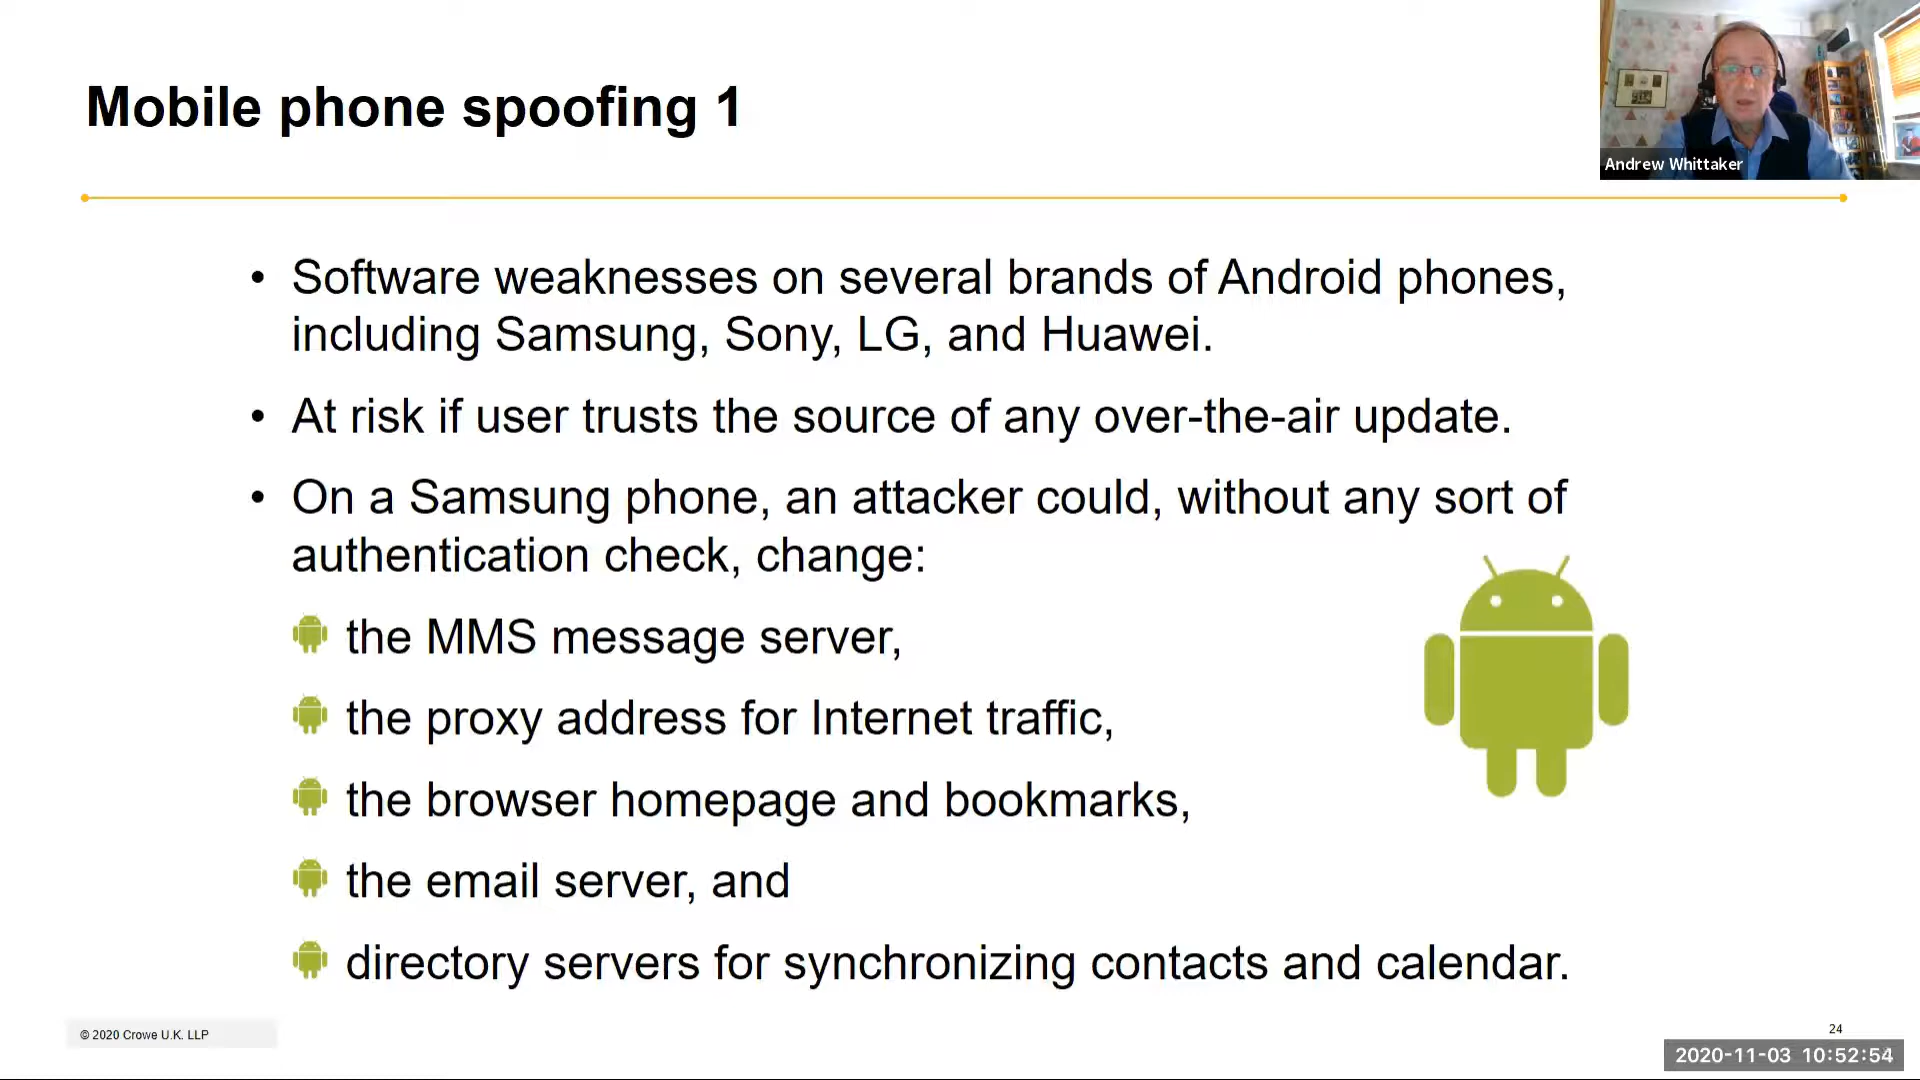 Mobile phone spoofing 1
Andrew Whittaker
• Software weaknesses on several brands of Android phones,
including Samsung, Sony, LG, and Huawei.
• At risk if user trusts the source of any over-the-air update.
• On a Samsung phone, an attacker could, without any sort of
authentication check, change:
the MMS message server,
the proxy address for Internet traffic,
the browser homepage and bookmarks,
the email server, and
directory servers for synchronizing contacts and calendar.
© 2020 Crowe U.K. LLP
24
2020-11-03 10:52:54